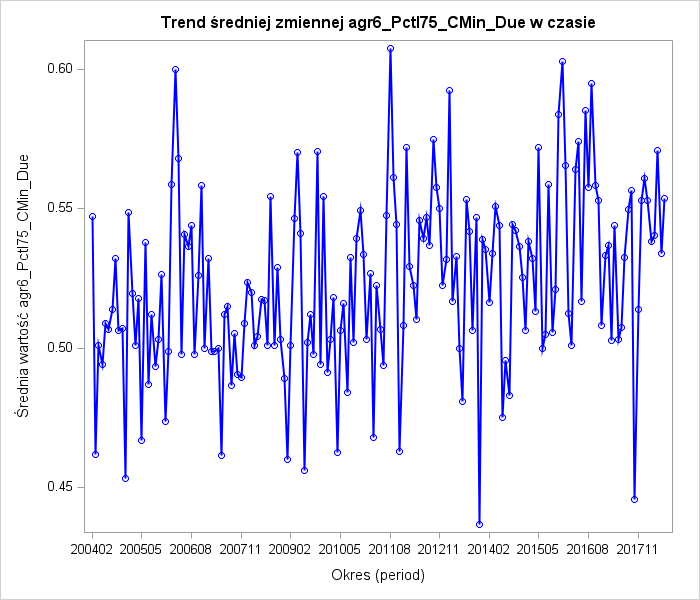 Trend średniej zmiennej agr6_Pctl75_CMin_Due w czasie
Średnia wartość agr6_Pctl75_CMin_Due
0.60
0.55
0.50
0.45
200402 200505 200608 200711 200902 201005 201108 201211 201402 201505 201608 201711
Okres (period)